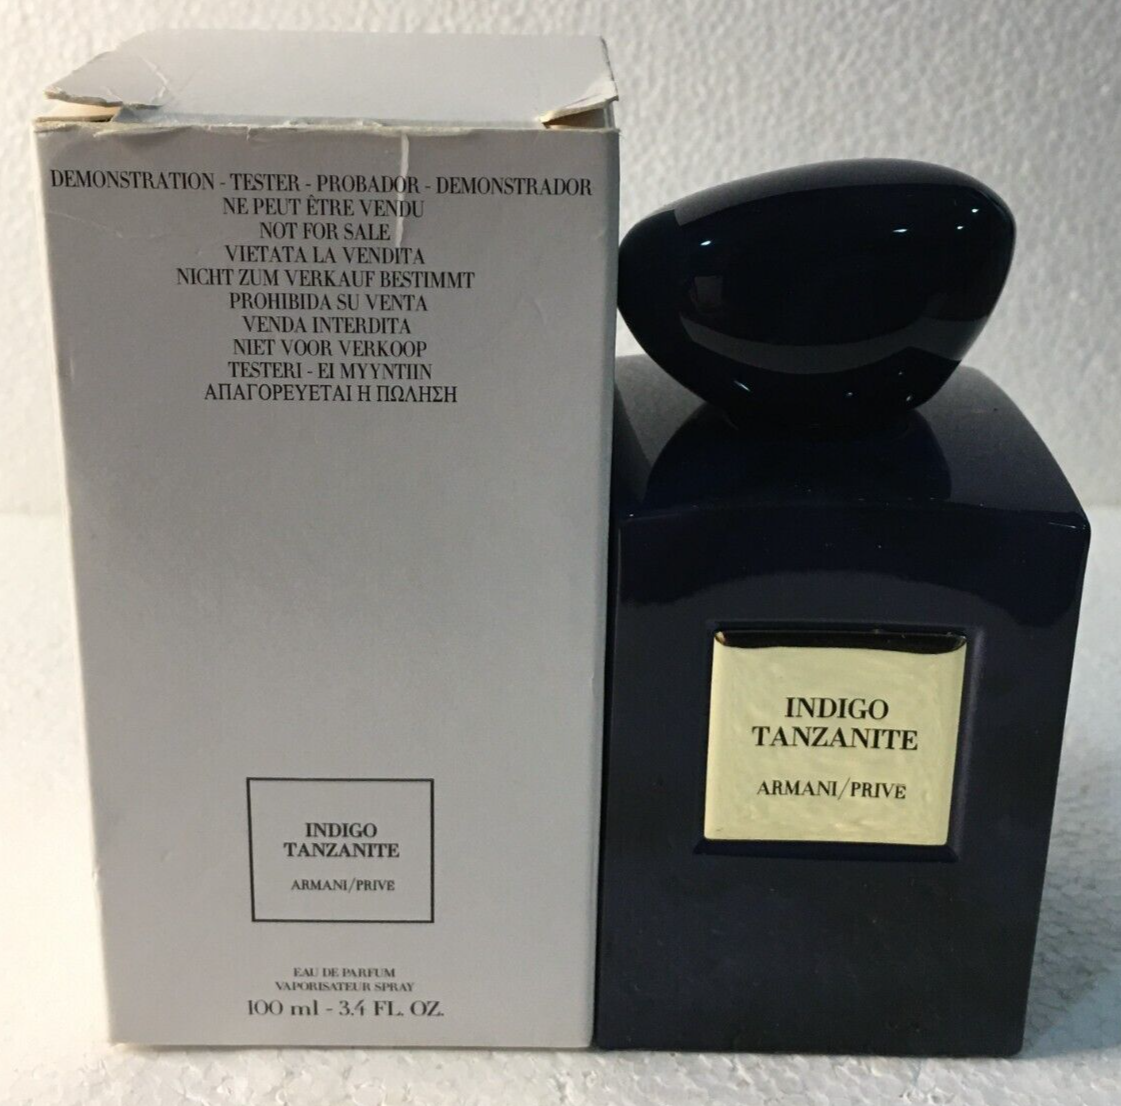 DEMONSTRATION - TESTER - PROBADOR - DEMONSTRADOR
NE PEUT ÊTRE VENDU
NOT FOR SALE
VIETATA LA VENDITA
NICHT ZUM VERKAUF BESTIMMT
PROHIBIDA SU VENTA
VENDA INTERDITA
NIET VOOR VERKOOP
TESTERI - EI MYYNTIIN
ΑΠΑΓΟΡΕΥΕΤΑΙ Η ΠΩΛΗΣΗ
INDIGO
TANZANITE
ARMANI/PRIVE
EAU DE PARFUM
VAPORISATEUR SPRAY
100 ml - 3.4 FL. OZ.
INDIGO
TANZANITE
ARMANI/PRIVE